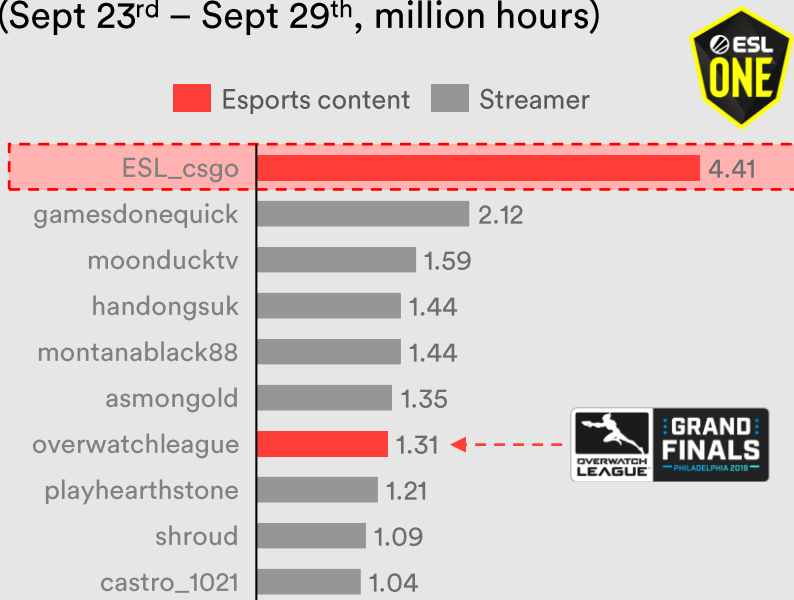 (Sept 23rd – Sept 29th, million hours)
ESL
ONE
Esports content Streamer
ESL_csgo 4.41
gamesdonequick 2.12
moonducktv 1.59
handongsuk 1.44
montanablack88 1.44
asmongold 1.35
overwatchleague 1.31
OVERWATCH
LEAGUE
GRAND
FINALS
PHILADELPHIA 2019
playhearthstone 1.21
shroud 1.09
castro_1021 1.04